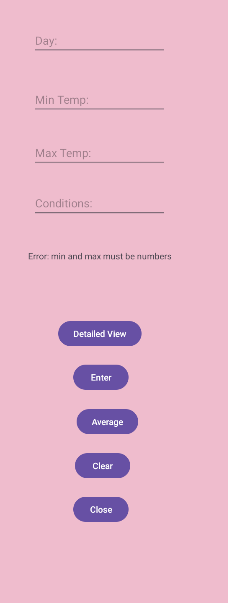 Day:
Min Temp:
Max Temp:
Conditions:
Error: min and max must be numbers
Detailed View
Enter
Average
Clear
Close